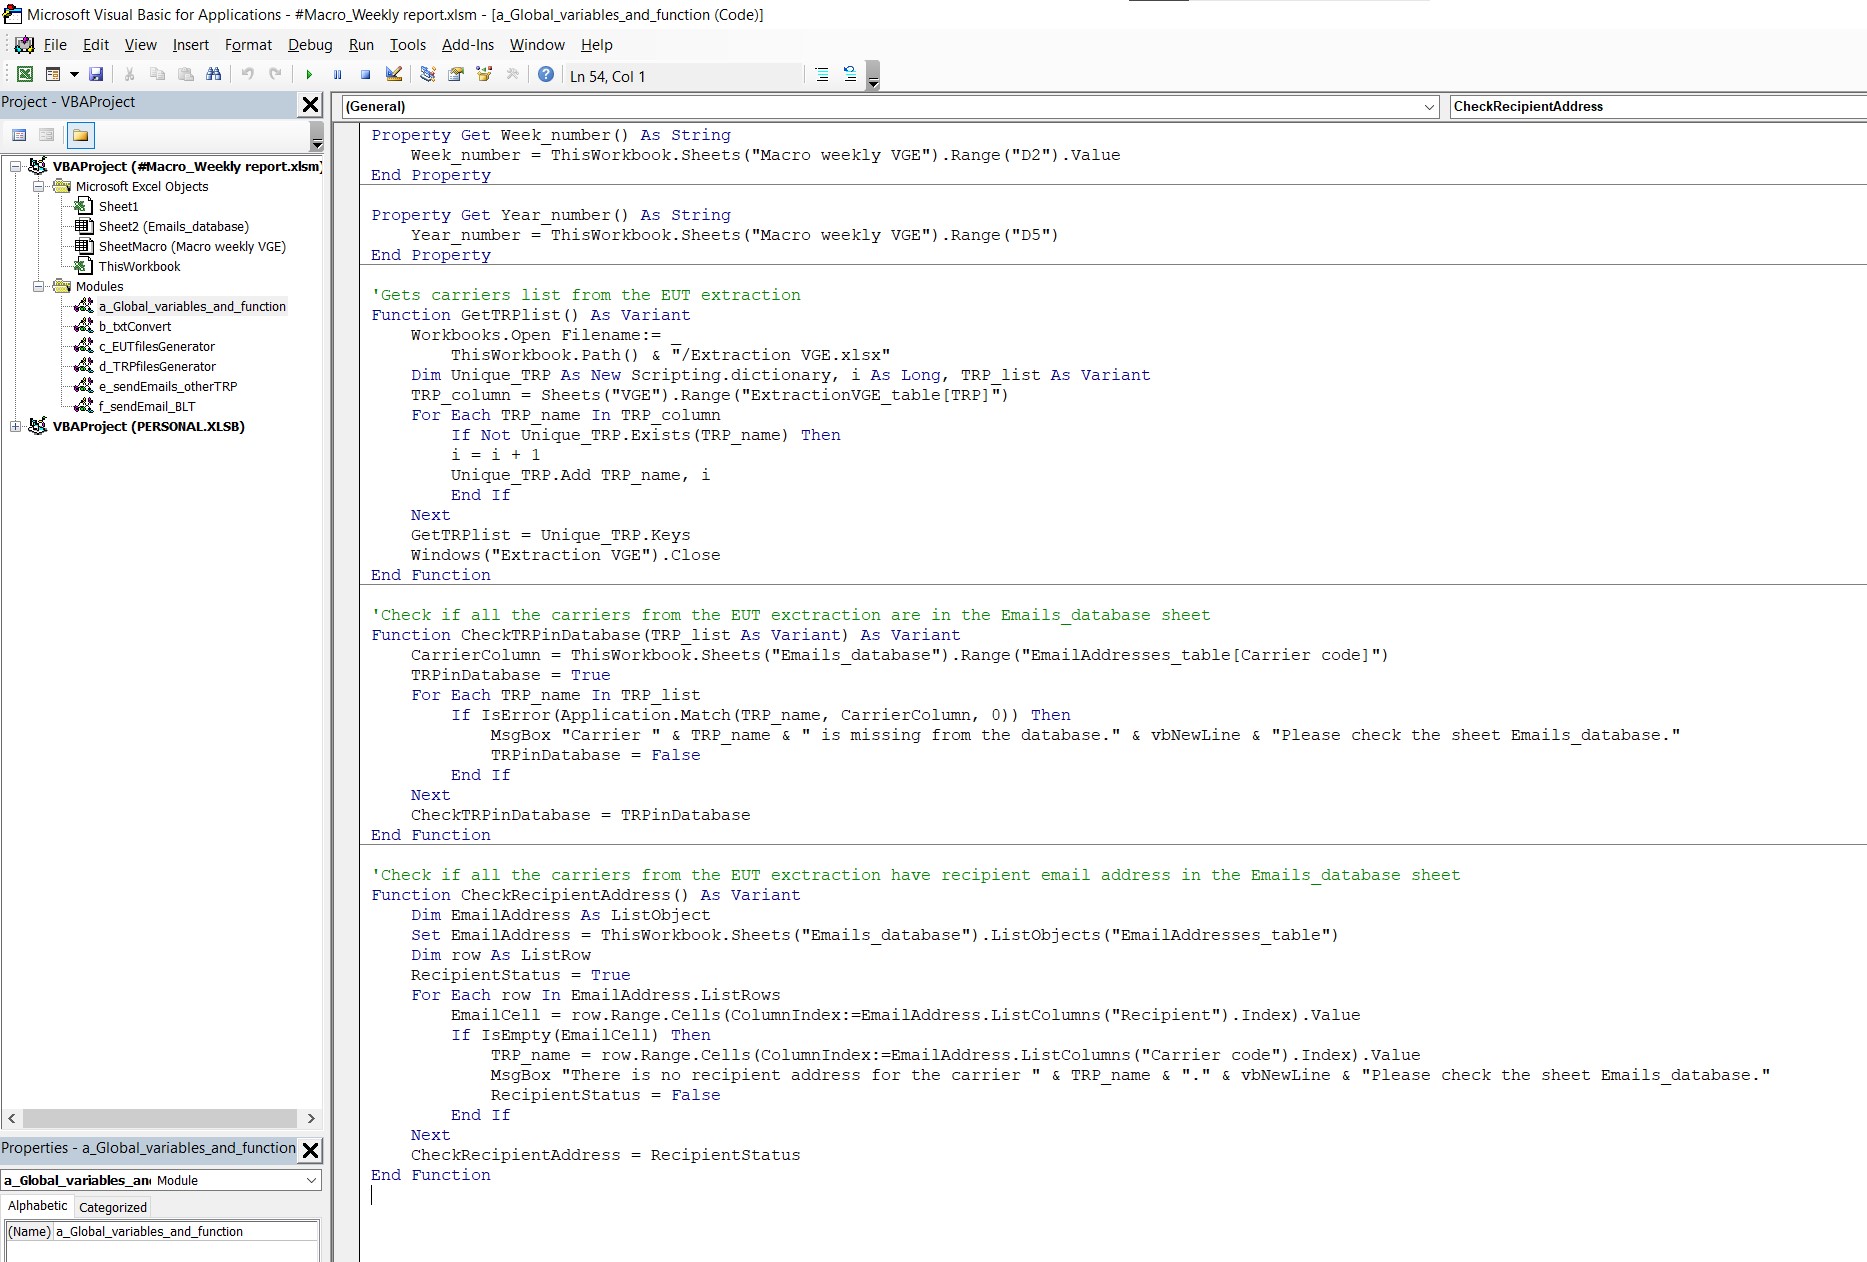 Microsoft Visual Basic for Applications - #Macro_Weekly report.xlsm - [a_Global_variables_and_function (Code)]
File Edit View Insert Format Debug Run Tools Add-Ins Window Help
Ln 54, Col 1
Project - VBAProject
VBAProject (#Macro_Weekly report.xlsm)
Microsoft Excel Objects
Sheet1
Sheet2 (Emails_database)
SheetMacro (Macro weekly VGE)
ThisWorkbook
Modules
a_Global_variables_and_function
b_txtConvert
c_EUTfilesGenerator
d_TRPfilesGenerator
e_sendEmails_otherTRP
f_sendEmail_BLT
VBAProject (PERSONAL.XLSB)
Properties - a_Global_variables_and_function
a_Global_variables_an Module
Alphabetic Categorized
(Name) a_Global_variables_and_function
(General) CheckRecipientAddress
Property Get Week_number() As String
    Week_number = ThisWorkbook.Sheets("Macro weekly VGE").Range("D2").Value
End Property
Property Get Year_number() As String
    Year_number = ThisWorkbook.Sheets("Macro weekly VGE").Range("D5")
End Property
'Gets carriers list from the EUT extraction
Function GetTRPlist() As Variant
    Workbooks.Open Filename:= _
        ThisWorkbook.Path() & "/Extraction VGE.xlsx"
    Dim Unique_TRP As New Scripting.dictionary, i As Long, TRP_list As Variant
    TRP_column = Sheets("VGE").Range("ExtractionVGE_table[TRP]")
    For Each TRP_name In TRP_column
        If Not Unique_TRP.Exists(TRP_name) Then
        i = i + 1
        Unique_TRP.Add TRP_name, i
        End If
    Next
    GetTRPlist = Unique_TRP.Keys
    Windows("Extraction VGE").Close
End Function
'Check if all the carriers from the EUT exctraction are in the Emails_database sheet
Function CheckTRPinDatabase(TRP_list As Variant) As Variant
    CarrierColumn = ThisWorkbook.Sheets("Emails_database").Range("EmailAddresses_table[Carrier code]")
    TRPinDatabase = True
    For Each TRP_name In TRP_list
        If IsError(Application.Match(TRP_name, CarrierColumn, 0)) Then
            MsgBox "Carrier " & TRP_name & " is missing from the database." & vbNewLine & "Please check the sheet Emails_database."
            TRPinDatabase = False
        End If
    Next
    CheckTRPinDatabase = TRPinDatabase
End Function
'Check if all the carriers from the EUT exctraction have recipient email address in the Emails_database sheet
Function CheckRecipientAddress() As Variant
    Dim EmailAddress As ListObject
    Set EmailAddress = ThisWorkbook.Sheets("Emails_database").ListObjects("EmailAddresses_table")
    Dim row As ListRow
    RecipientStatus = True
    For Each row In EmailAddress.ListRows
        EmailCell = row.Range.Cells(ColumnIndex:=EmailAddress.ListColumns("Recipient").Index).Value
        If IsEmpty(EmailCell) Then
            TRP_name = row.Range.Cells(ColumnIndex:=EmailAddress.ListColumns("Carrier code").Index).Value
            MsgBox "There is no recipient address for the carrier " & TRP_name & "." & vbNewLine & "Please check the sheet Emails_database."
            RecipientStatus = False
        End If
    Next
    CheckRecipientAddress = RecipientStatus
End Function